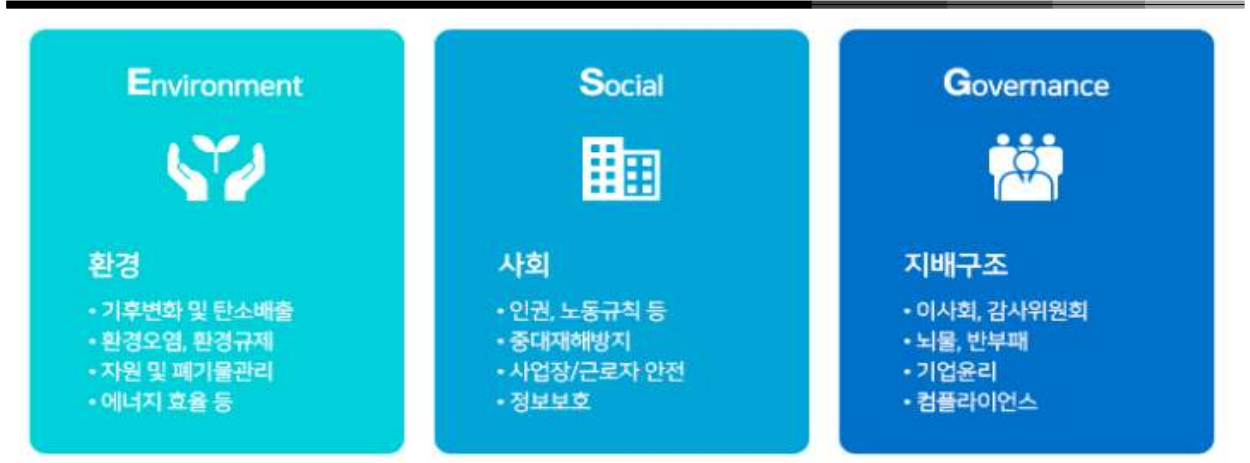 Environment
환경
• 기후변화 및 탄소배출
• 환경오염, 환경규제
• 자원 및 폐기물관리
• 에너지 효율 등
Social
사회
• 인권, 노동규칙 등
• 중대재해방지
• 사업장/근로자 안전
• 정보보호
Governance
지배구조
• 이사회, 감사위원회
• 뇌물, 반부패
• 기업윤리
• 컴플라이언스